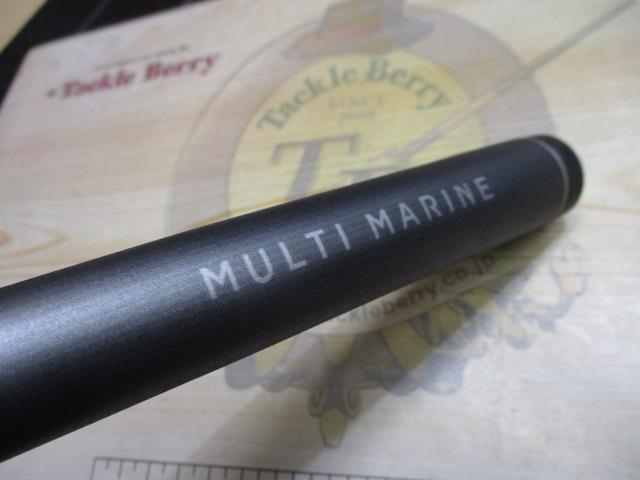 Tackle Berry
Tackle Berry
SINCE
MULTI MARINE
ckleberry.co.jp